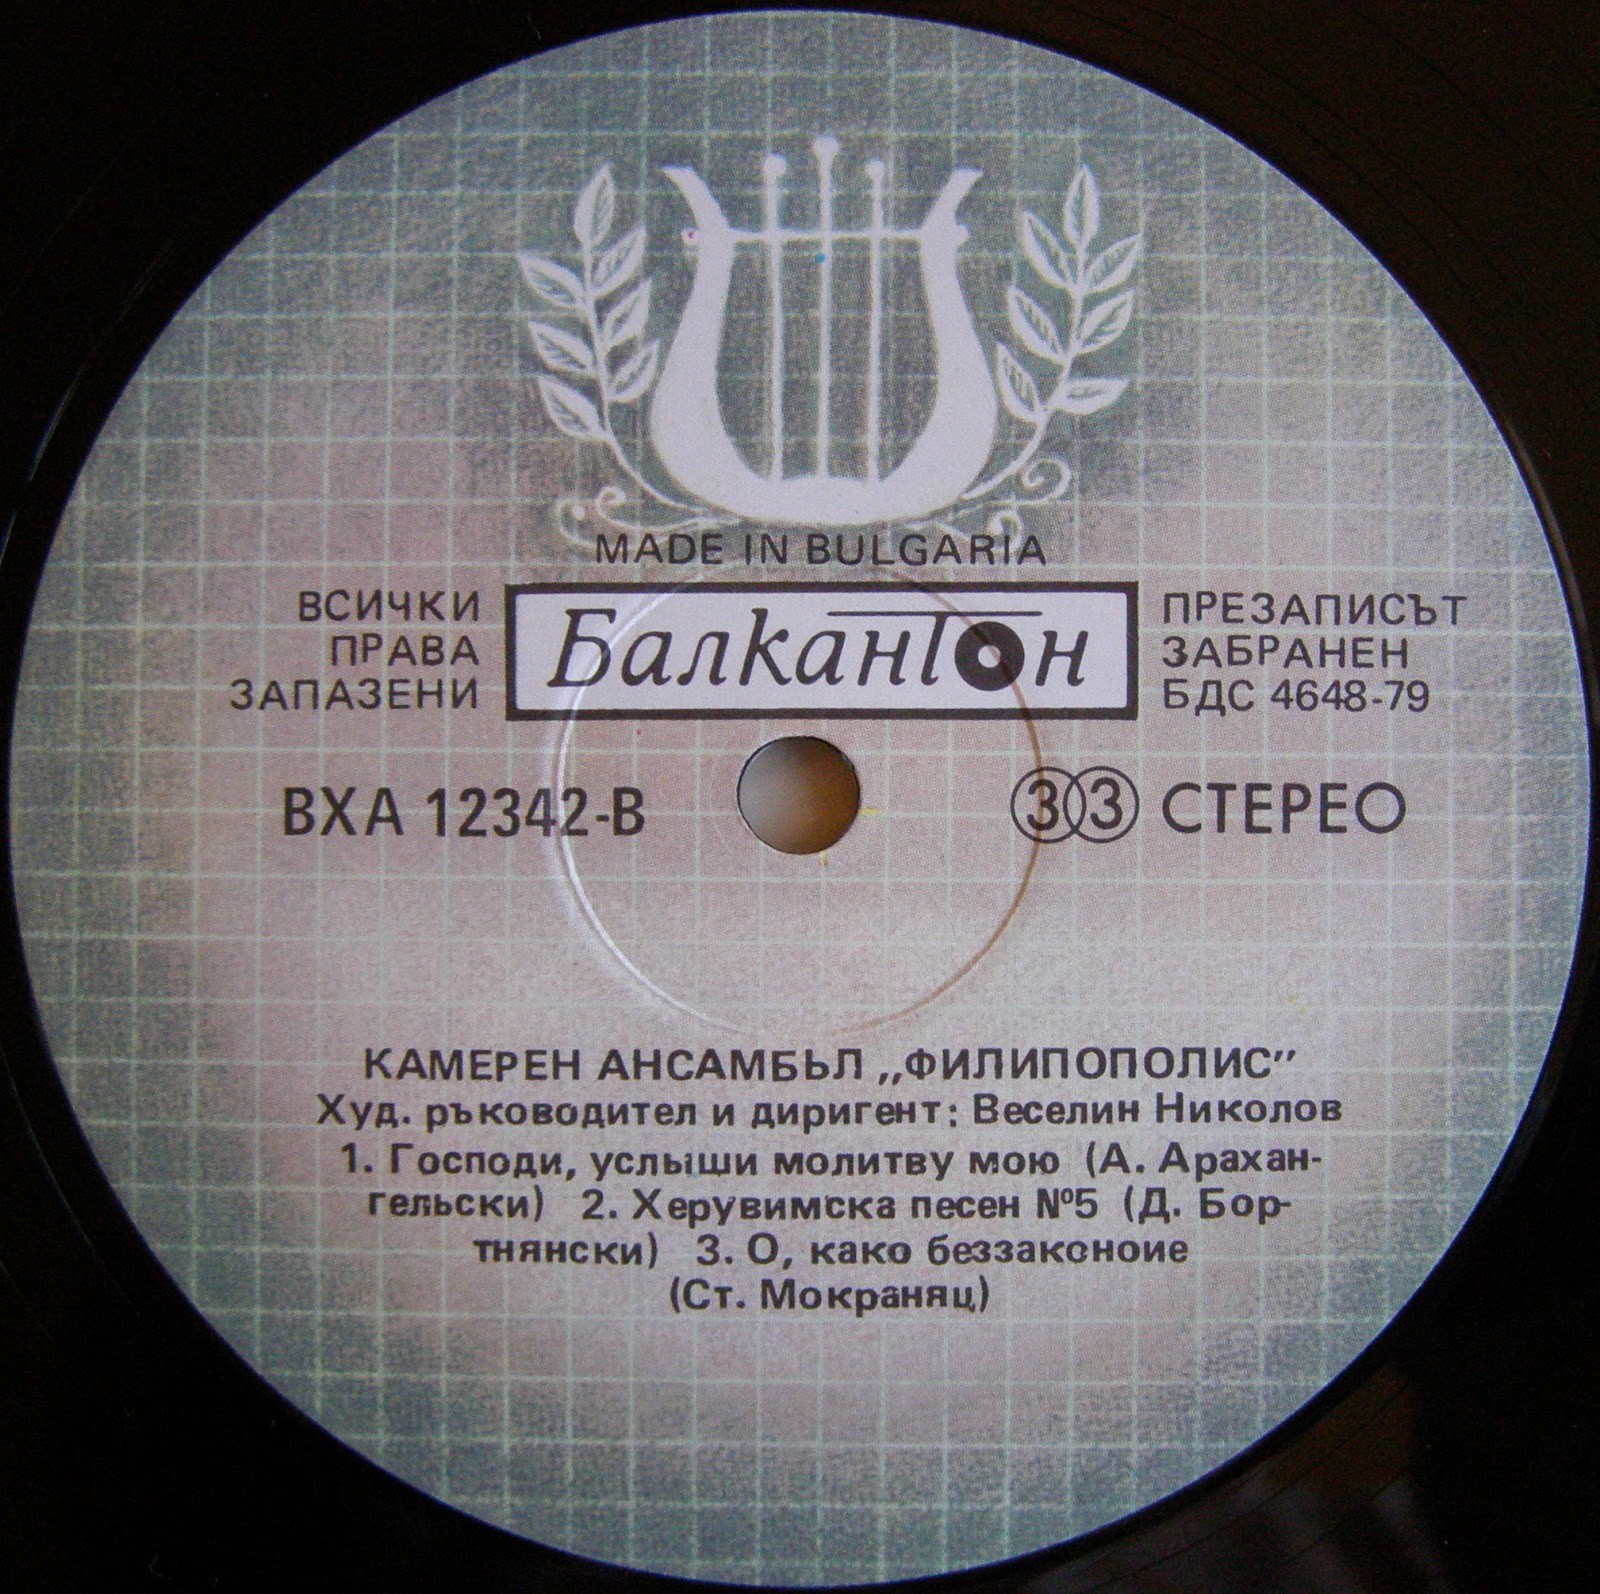 MADE IN BULGARIA
ВСИЧКИ
ПРАВА
ЗАПАЗЕНИ
Балкантон
ПРЕЗАПИСЪТ
ЗАБРАНЕН
БДС 4648-79
ВХА 12342-В
33 СТЕРЕО
КАМЕРЕН АНСАМБЪЛ „ФИЛИПОПОЛИС”
Худ. ръководител и диригент: Веселин Николов
1. Господи, услыши молитву мою (А. Арахан-
гельски) 2. Херувимска песен №5 (Д. Бор-
тнянски) 3. О, како беззаконоие
(Ст. Мокраняц)